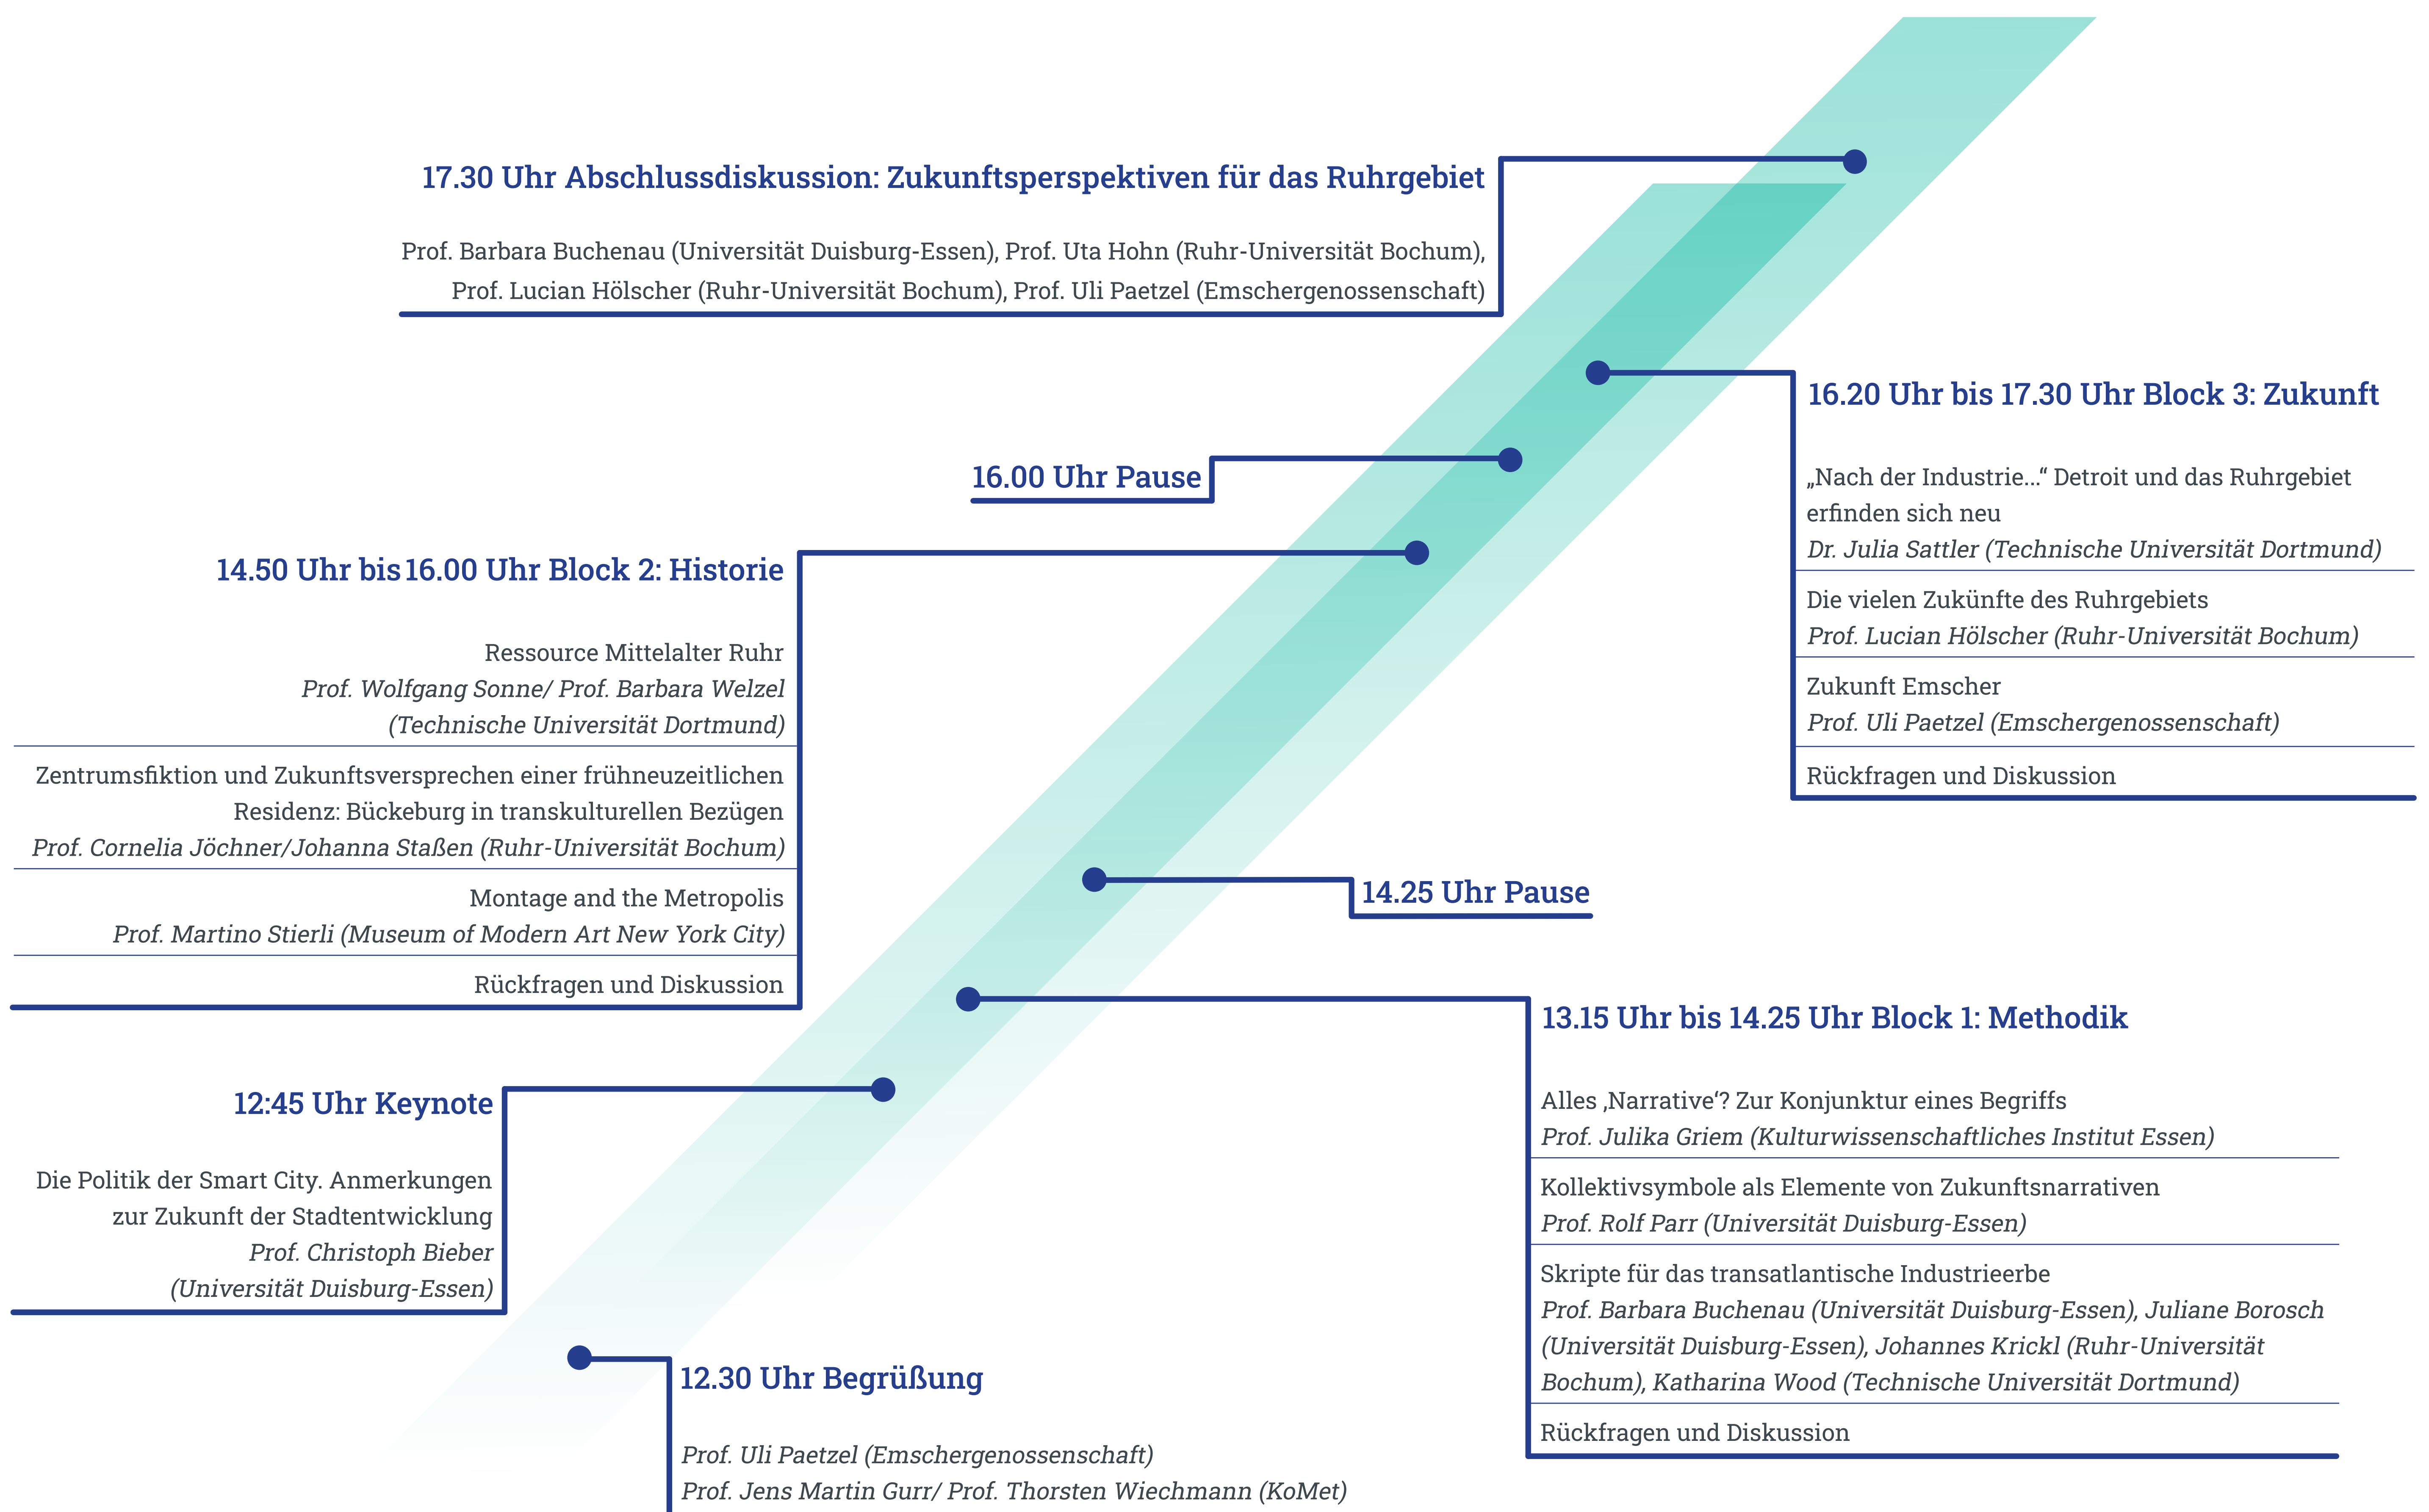 17.30 Uhr Abschlussdiskussion: Zukunftsperspektiven für das Ruhrgebiet
Prof. Barbara Buchenau (Universität Duisburg-Essen), Prof. Uta Hohn (Ruhr-Universität Bochum),
Prof. Lucian Hölscher (Ruhr-Universität Bochum), Prof. Uli Paetzel (Emschergenossenschaft)
16.20 Uhr bis 17.30 Uhr Block 3: Zukunft
„Nach der Industrie...“ Detroit und das Ruhrgebiet
erfinden sich neu
Dr. Julia Sattler (Technische Universität Dortmund)
Die vielen Zukünfte des Ruhrgebiets
Prof. Lucian Hölscher (Ruhr-Universität Bochum)
Zukunft Emscher
Prof. Uli Paetzel (Emschergenossenschaft)
Rückfragen und Diskussion
16.00 Uhr Pause
14.50 Uhr bis 16.00 Uhr Block 2: Historie
Ressource Mittelalter Ruhr
Prof. Wolfgang Sonne/ Prof. Barbara Welzel
(Technische Universität Dortmund)
Zentrumsfiktion und Zukunftsversprechen einer frühneuzeitlichen
Residenz: Bückeburg in transkulturellen Bezügen
Prof. Cornelia Jöchner/Johanna Staßen (Ruhr-Universität Bochum)
Montage and the Metropolis
Prof. Martino Stierli (Museum of Modern Art New York City)
Rückfragen und Diskussion
14.25 Uhr Pause
13.15 Uhr bis 14.25 Uhr Block 1: Methodik
Alles ‚Narrative‘? Zur Konjunktur eines Begriffs
Prof. Julika Griem (Kulturwissenschaftliches Institut Essen)
Kollektivsymbole als Elemente von Zukunftsnarrativen
Prof. Rolf Parr (Universität Duisburg-Essen)
Skripte für das transatlantische Industrieerbe
Prof. Barbara Buchenau (Universität Duisburg-Essen), Juliane Borosch
(Universität Duisburg-Essen), Johannes Krickl (Ruhr-Universität
Bochum), Katharina Wood (Technische Universität Dortmund)
Rückfragen und Diskussion
12:45 Uhr Keynote
Die Politik der Smart City. Anmerkungen
zur Zukunft der Stadtentwicklung
Prof. Christoph Bieber
(Universität Duisburg-Essen)
12.30 Uhr Begrüßung
Prof. Uli Paetzel (Emschergenossenschaft)
Prof. Jens Martin Gurr/ Prof. Thorsten Wiechmann (KoMet)